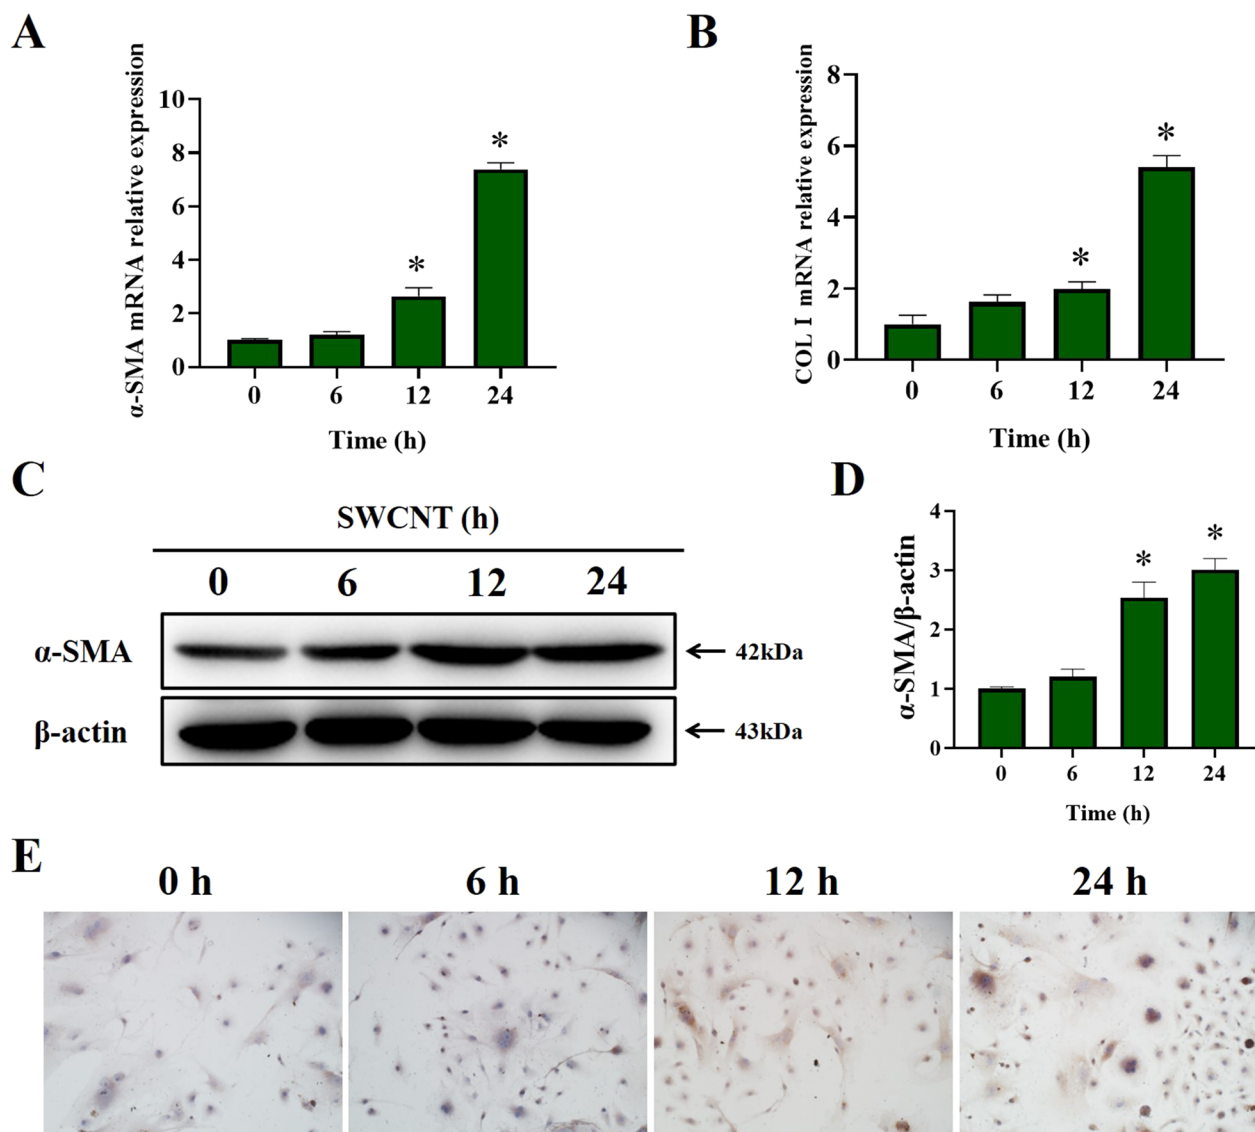 A
α-SMA mRNA relative expression
10
8
6
4
2
0
*
*
0 6 12 24
Time (h)
B
COL I mRNA relative expression
8
6
4
2
0
*
*
0 6 12 24
Time (h)
C
SWCNT (h)
0 6 12 24
α-SMA
42kDa
β-actin
43kDa
D
α-SMA/β-actin
4
3
2
1
0
*
*
0 6 12 24
Time (h)
E
0 h 6 h 12 h 24 h